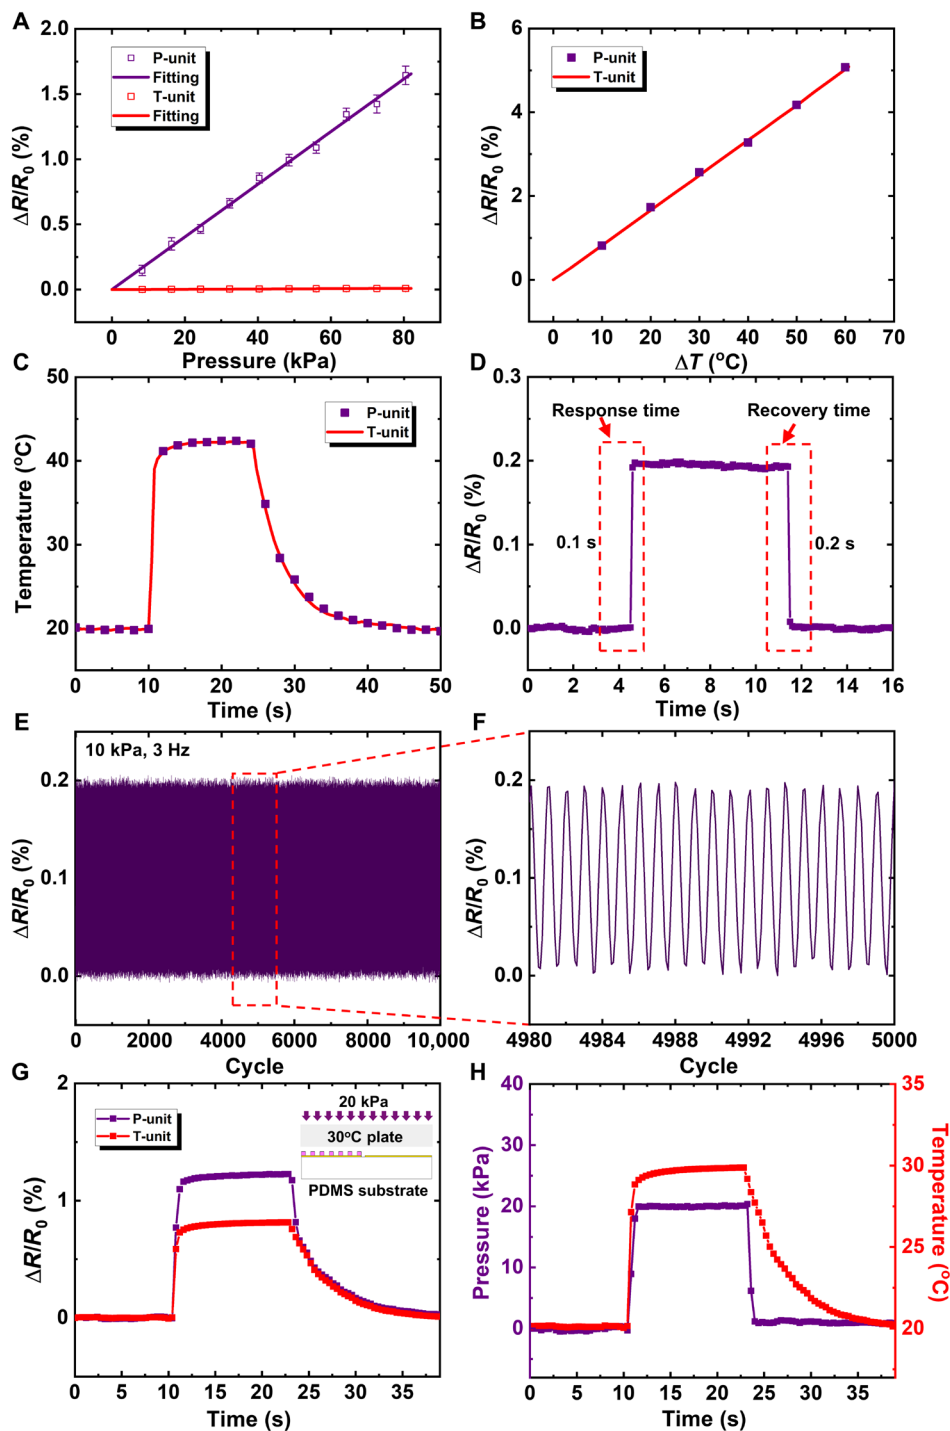 A
2.0
1.5
1.0
0.5
0.0
ΔR/R0 (%)
P-unit
Fitting
T-unit
Fitting
0 20 40 60 80
Pressure (kPa)
B
6
4
2
0
ΔR/R0 (%)
P-unit
T-unit
0 10 20 30 40 50 60 70
ΔT (oC)
C
50
40
30
20
Temperature (oC)
P-unit
T-unit
0 10 20 30 40 50
Time (s)
D
0.3
0.2
0.1
0.0
ΔR/R0 (%)
Response time
Recovery time
0.1 s
0.2 s
0 2 4 6 8 10 12 14 16
Time (s)
E
10 kPa, 3 Hz
0.2
0.1
0.0
ΔR/R0 (%)
0 2000 4000 6000 8000 10,000
Cycle
F
0.2
0.1
0.0
ΔR/R0 (%)
4980 4984 4988 4992 4996 5000
Cycle
G
2
1
0
ΔR/R0 (%)
P-unit
T-unit
20 kPa
30oC plate
PDMS substrate
0 5 10 15 20 25 30 35
Time (s)
H
40
30
20
10
0
Pressure (kPa)
35
30
25
20
Temperature (oC)
0 5 10 15 20 25 30 35
Time (s)